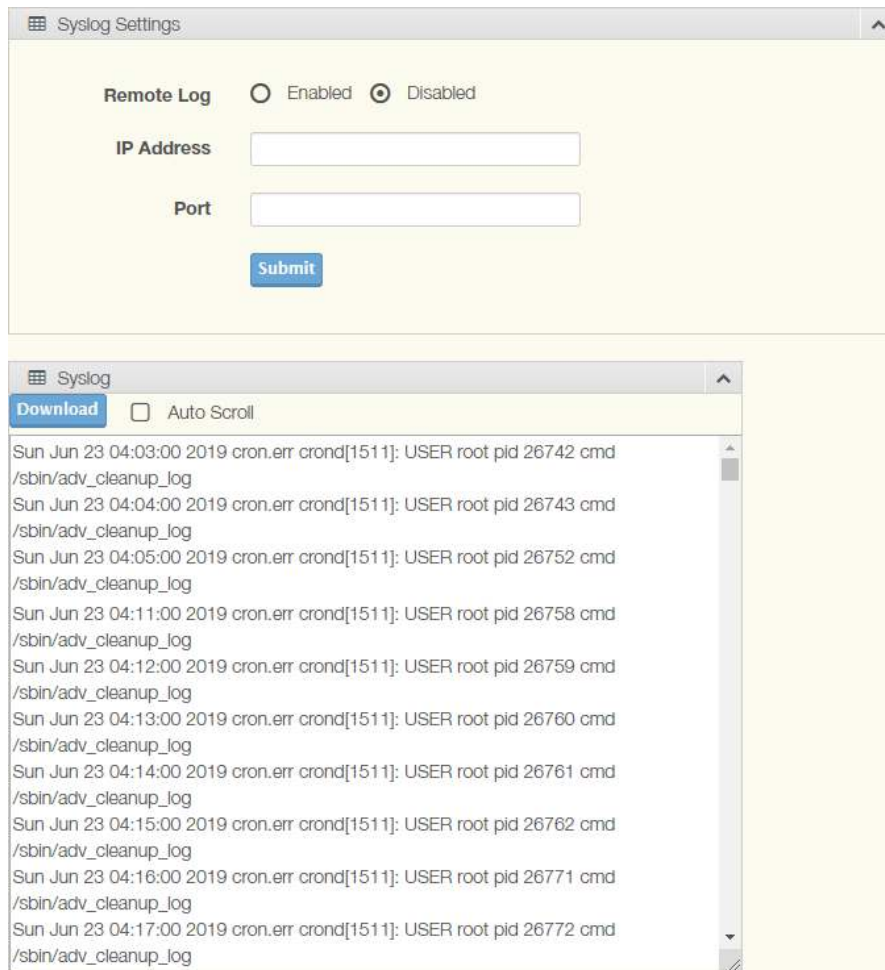 Syslog Settings
Remote Log Enabled Disabled
IP Address
Port
Submit
Syslog
Download Auto Scroll
Sun Jun 23 04:03:00 2019 cron.err crond[1511]: USER root pid 26742 cmd
/sbin/adv_cleanup_log
Sun Jun 23 04:04:00 2019 cron.err crond[1511]: USER root pid 26743 cmd
/sbin/adv_cleanup_log
Sun Jun 23 04:05:00 2019 cron.err crond[1511]: USER root pid 26752 cmd
/sbin/adv_cleanup_log
Sun Jun 23 04:11:00 2019 cron.err crond[1511]: USER root pid 26758 cmd
/sbin/adv_cleanup_log
Sun Jun 23 04:12:00 2019 cron.err crond[1511]: USER root pid 26759 cmd
/sbin/adv_cleanup_log
Sun Jun 23 04:13:00 2019 cron.err crond[1511]: USER root pid 26760 cmd
/sbin/adv_cleanup_log
Sun Jun 23 04:14:00 2019 cron.err crond[1511]: USER root pid 26761 cmd
/sbin/adv_cleanup_log
Sun Jun 23 04:15:00 2019 cron.err crond[1511]: USER root pid 26762 cmd
/sbin/adv_cleanup_log
Sun Jun 23 04:16:00 2019 cron.err crond[1511]: USER root pid 26771 cmd
/sbin/adv_cleanup_log
Sun Jun 23 04:17:00 2019 cron.err crond[1511]: USER root pid 26772 cmd
/sbin/adv_cleanup_log